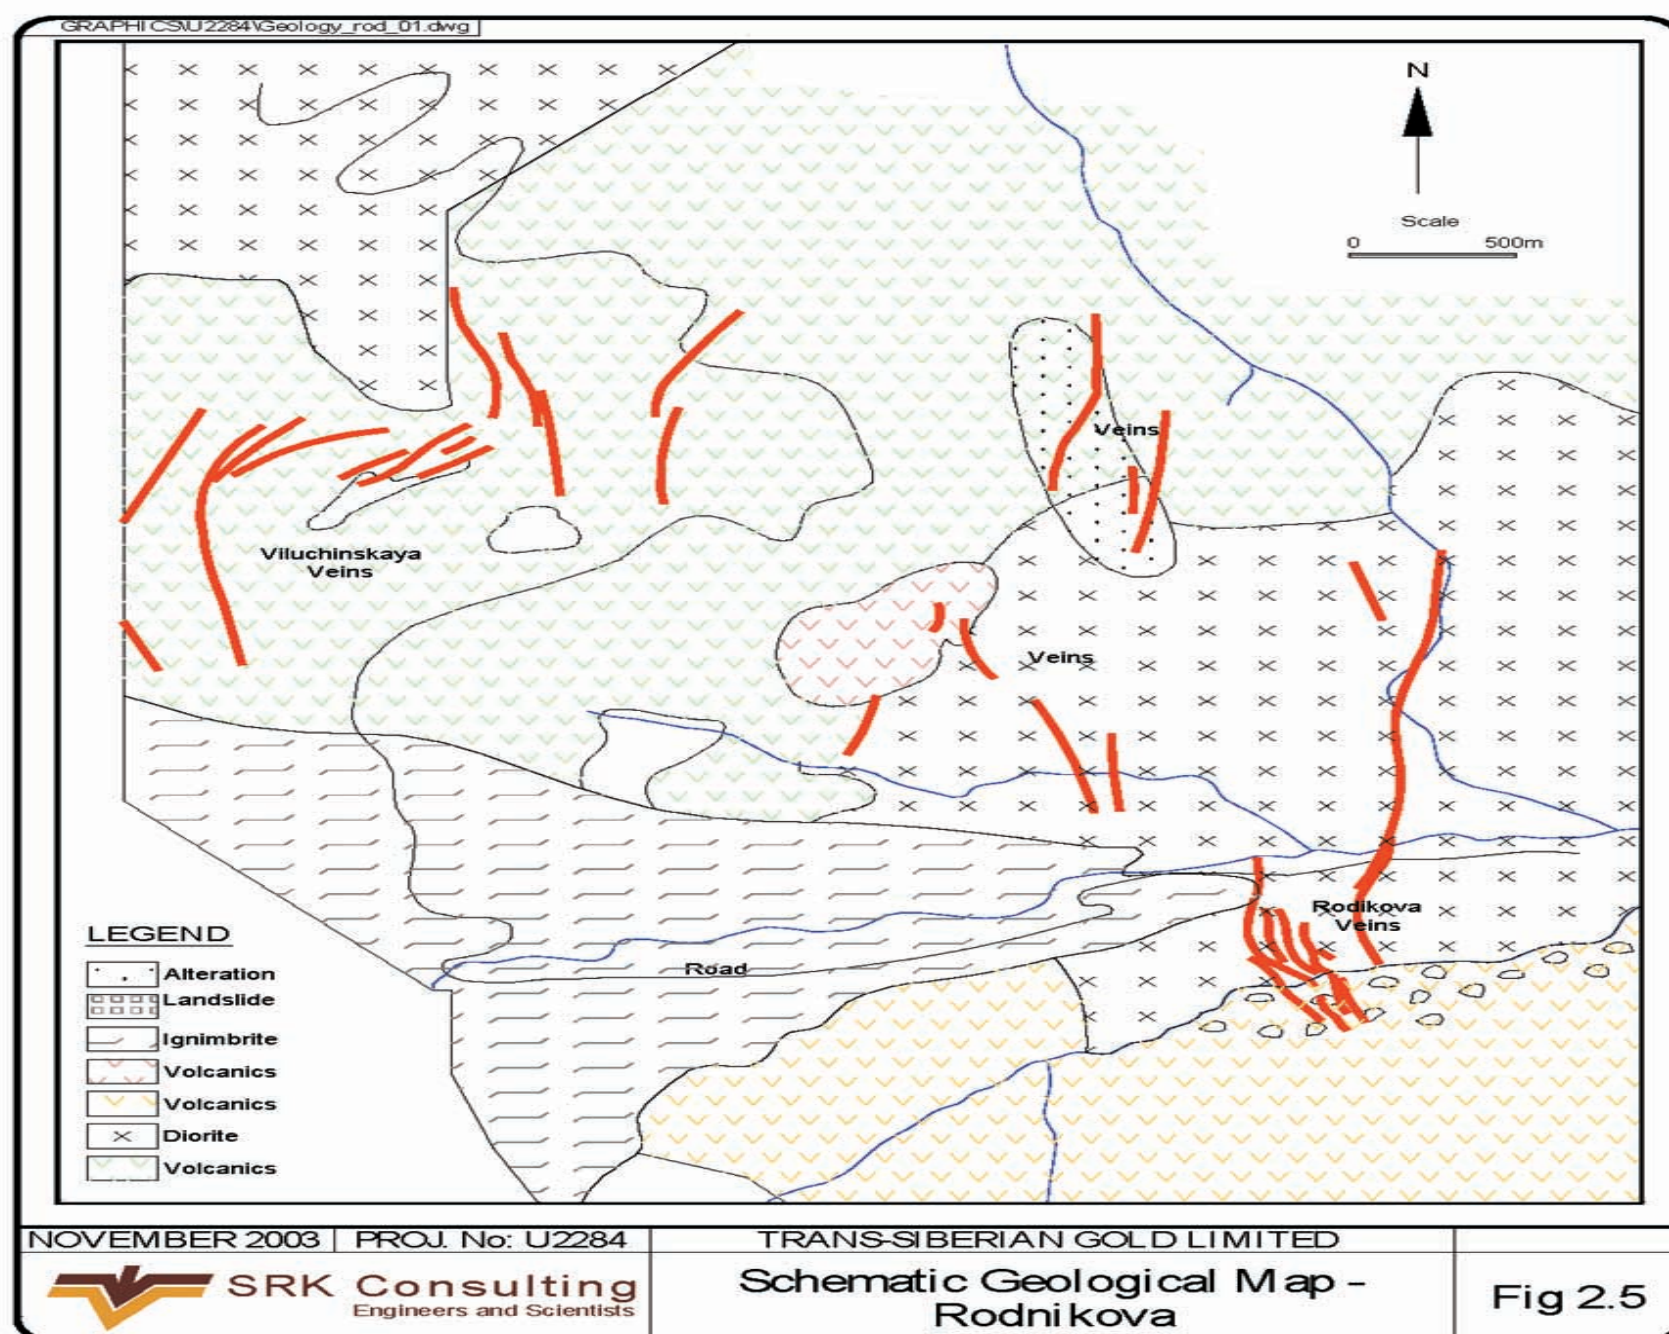 GRAPHICS\U2284\Geology_rod_01.dwg
N
Scale
0 500m
Veins
Viluchinskaya
Veins
Veins
Rodikova
Veins
Road
LEGEND
Alteration
Landslide
Ignimbrite
Volcanics
Volcanics
Diorite
Volcanics
NOVEMBER 2003 PROJ. No: U2284 TRANS-SIBERIAN GOLD LIMITED
SRK Consulting
Engineers and Scientists
Schematic Geological Map -
Rodnikova
Fig 2.5